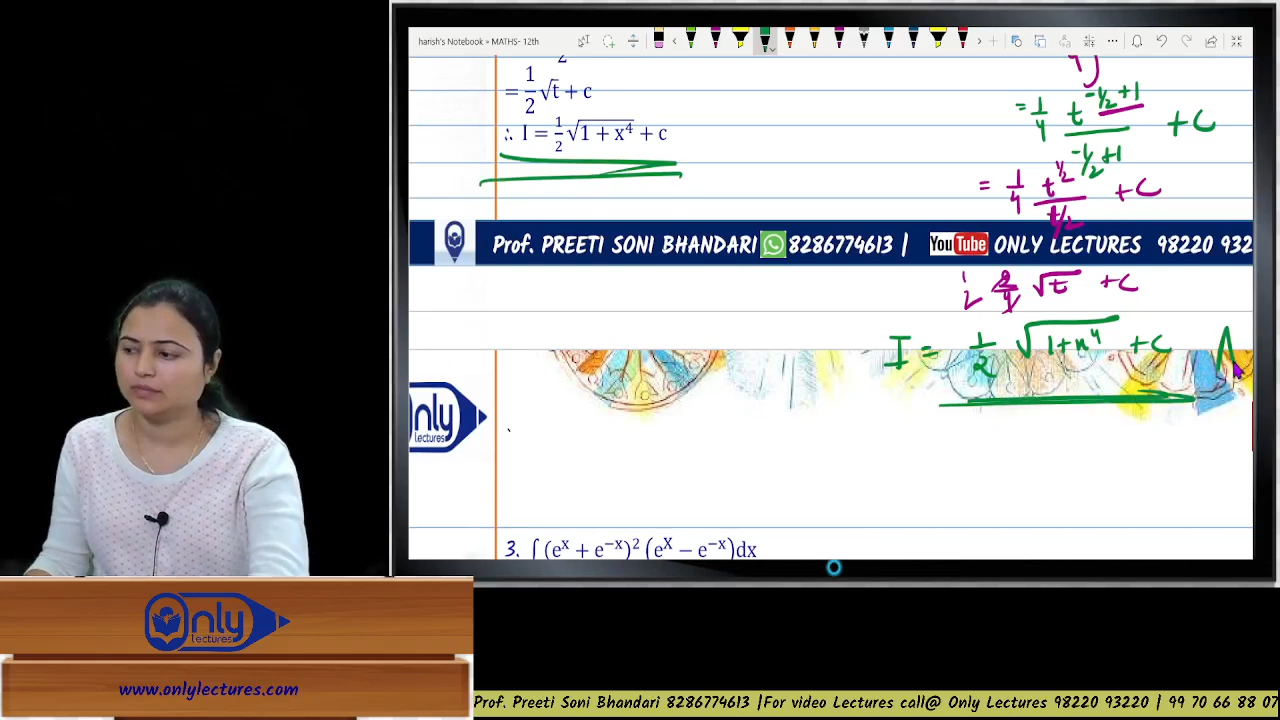 harish's Notebook » MATHS- 12th
2
= 1/2 √t + c
∴ I = 1/2 √(1 + x⁴) + c
= 1/4 t^(-1/2+1) / (-1/2+1) + c
= 1/4 t^(1/2) / (1/2) + c
Prof. PREETI SONI BHANDARI 8286774613 | YouTube ONLY LECTURES 98220 932
√t + c
I = 1/2 √(1+x⁴) + c
Only
lectures
3. ∫ (eˣ + e⁻ˣ)² (eˣ − e⁻ˣ)dx
Only
lectures
www.onlylectures.com
Prof. Preeti Soni Bhandari 8286774613 |For video Lectures call@ Only Lectures 98220 93220 | 99 70 66 88 07